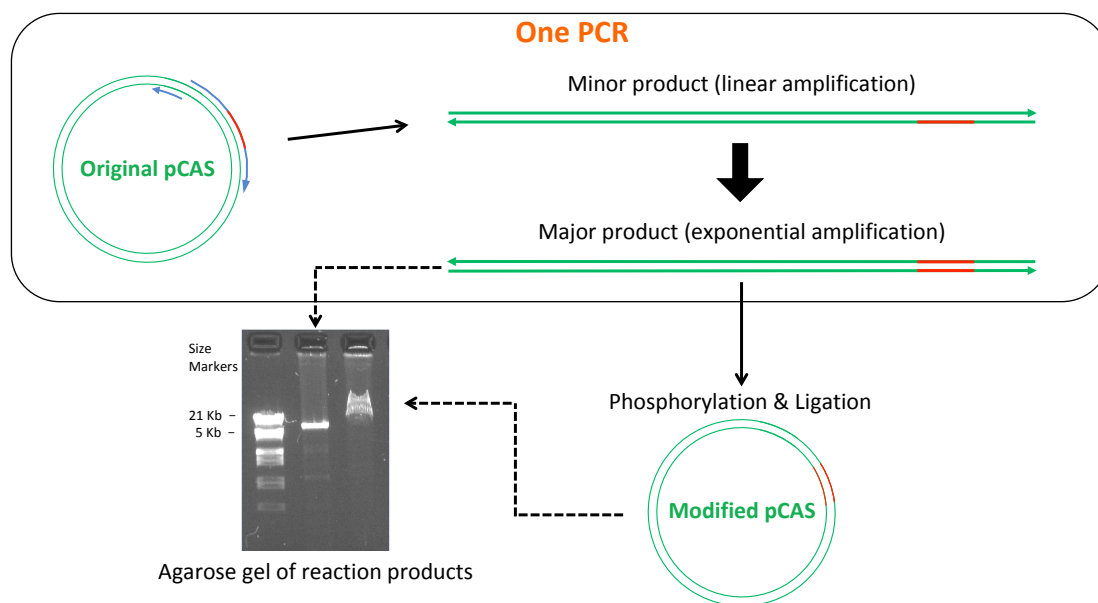 One PCR
Minor product (linear amplification)
Original pCAS
Major product (exponential amplification)
Size
Markers
21 Kb –
5 Kb –
Phosphorylation & Ligation
Modified pCAS
Agarose gel of reaction products